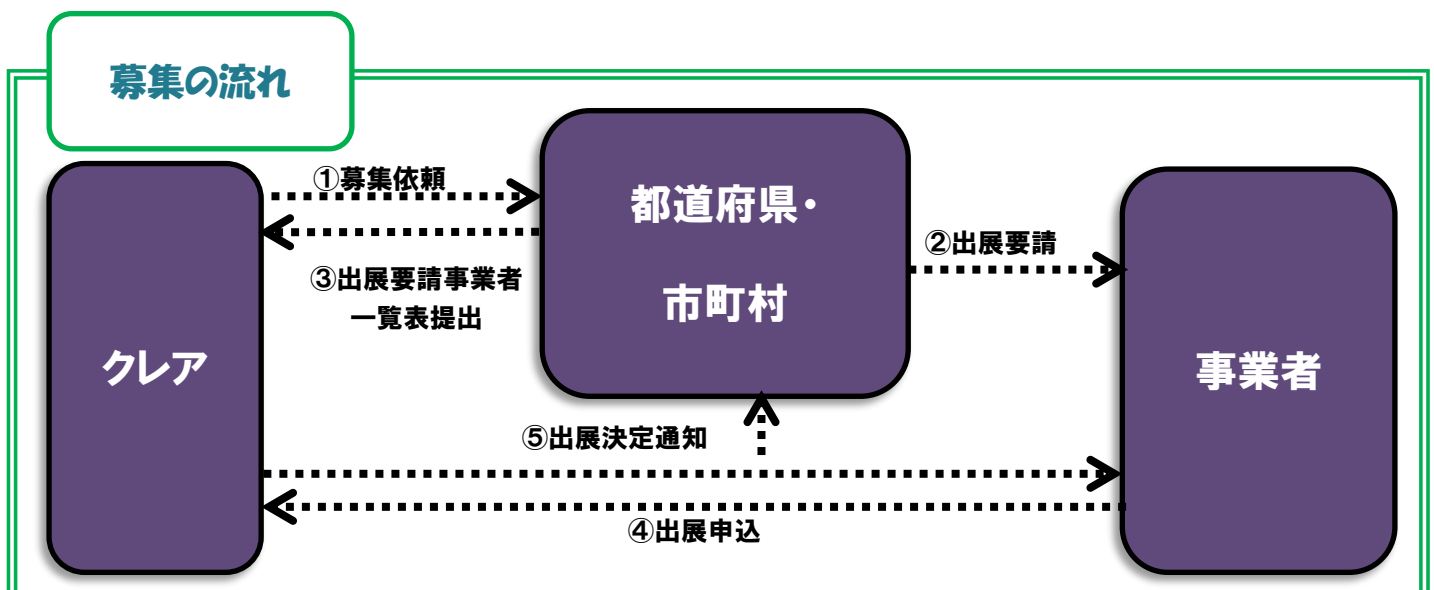 募集の流れ
①募集依頼
都道府県・
市町村
②出展要請
③出展要請事業者
一覧表提出
クレア
事業者
⑤出展決定通知
④出展申込